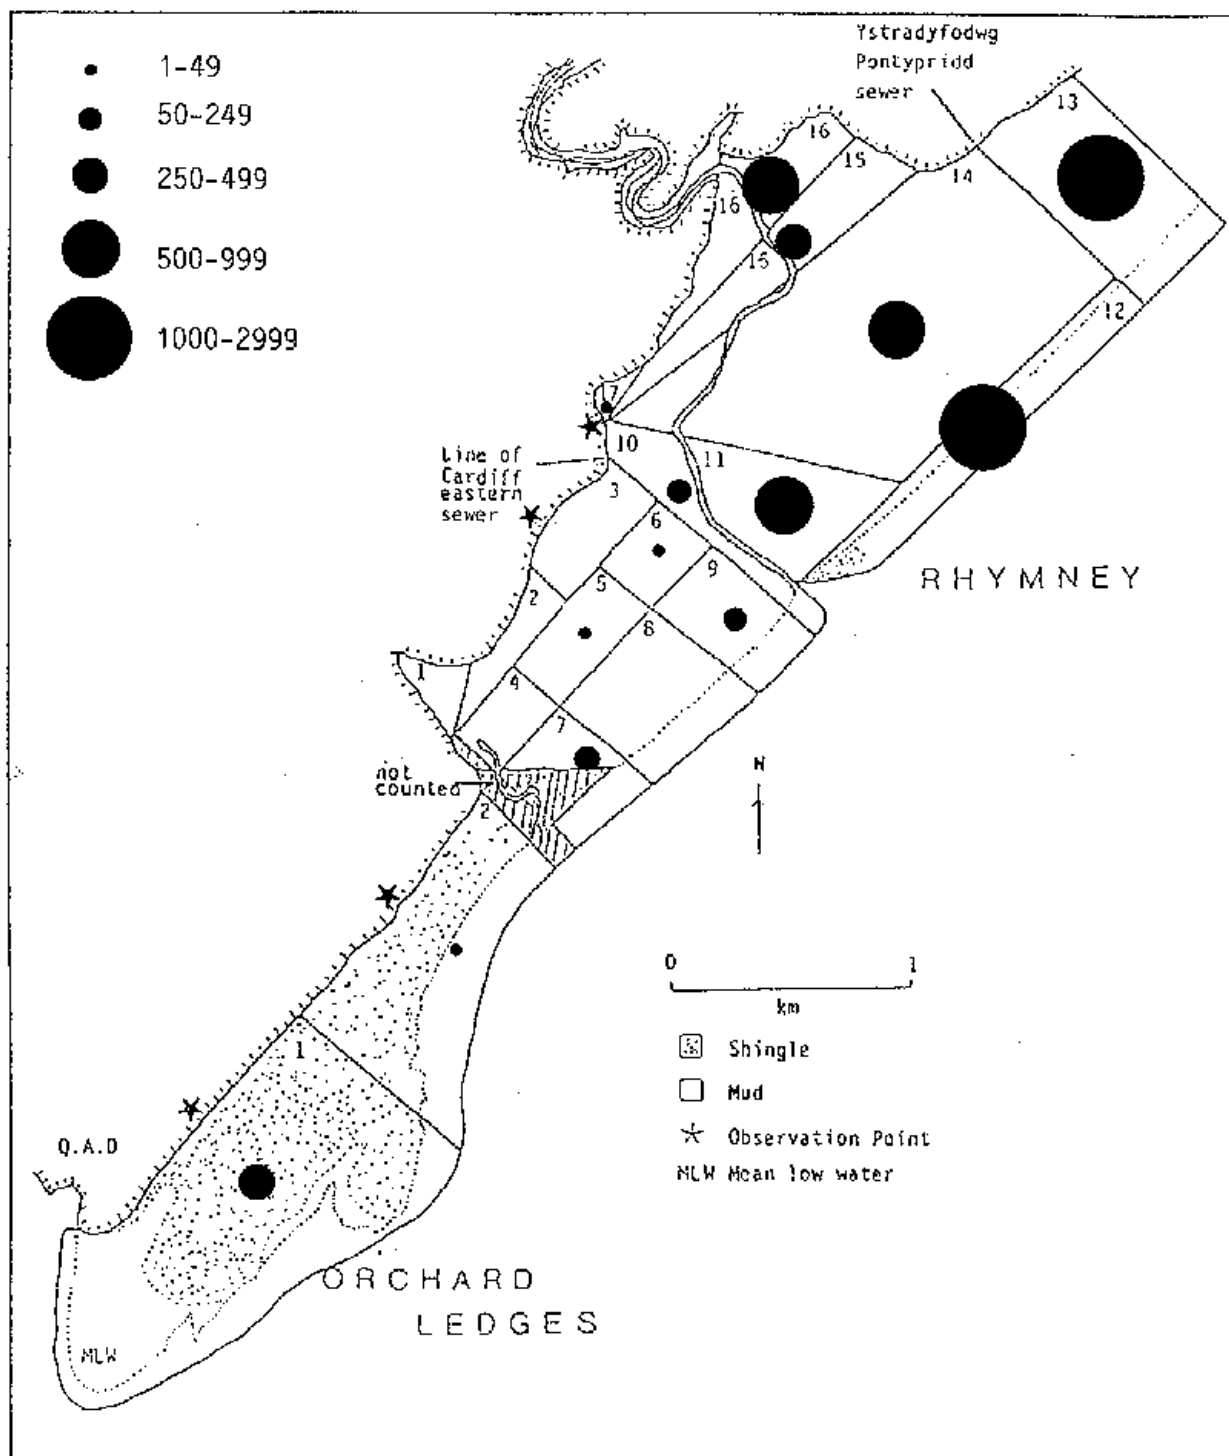 1-49
50-249
250-499
500-999
1000-2999
Ystradyfodwg
Pontypridd
sewer
13
16
15
14
16
16
12
7
10
Line of
Cardiff
eastern
sewer
11
3
6
9
5
2
8
RHYMNEY
1
4
7
not
counted
2
N
0 1
km
Shingle
Mud
Observation Point
MLW Mean low water
1
Q.A.D
ORCHARD
LEDGES
MLW